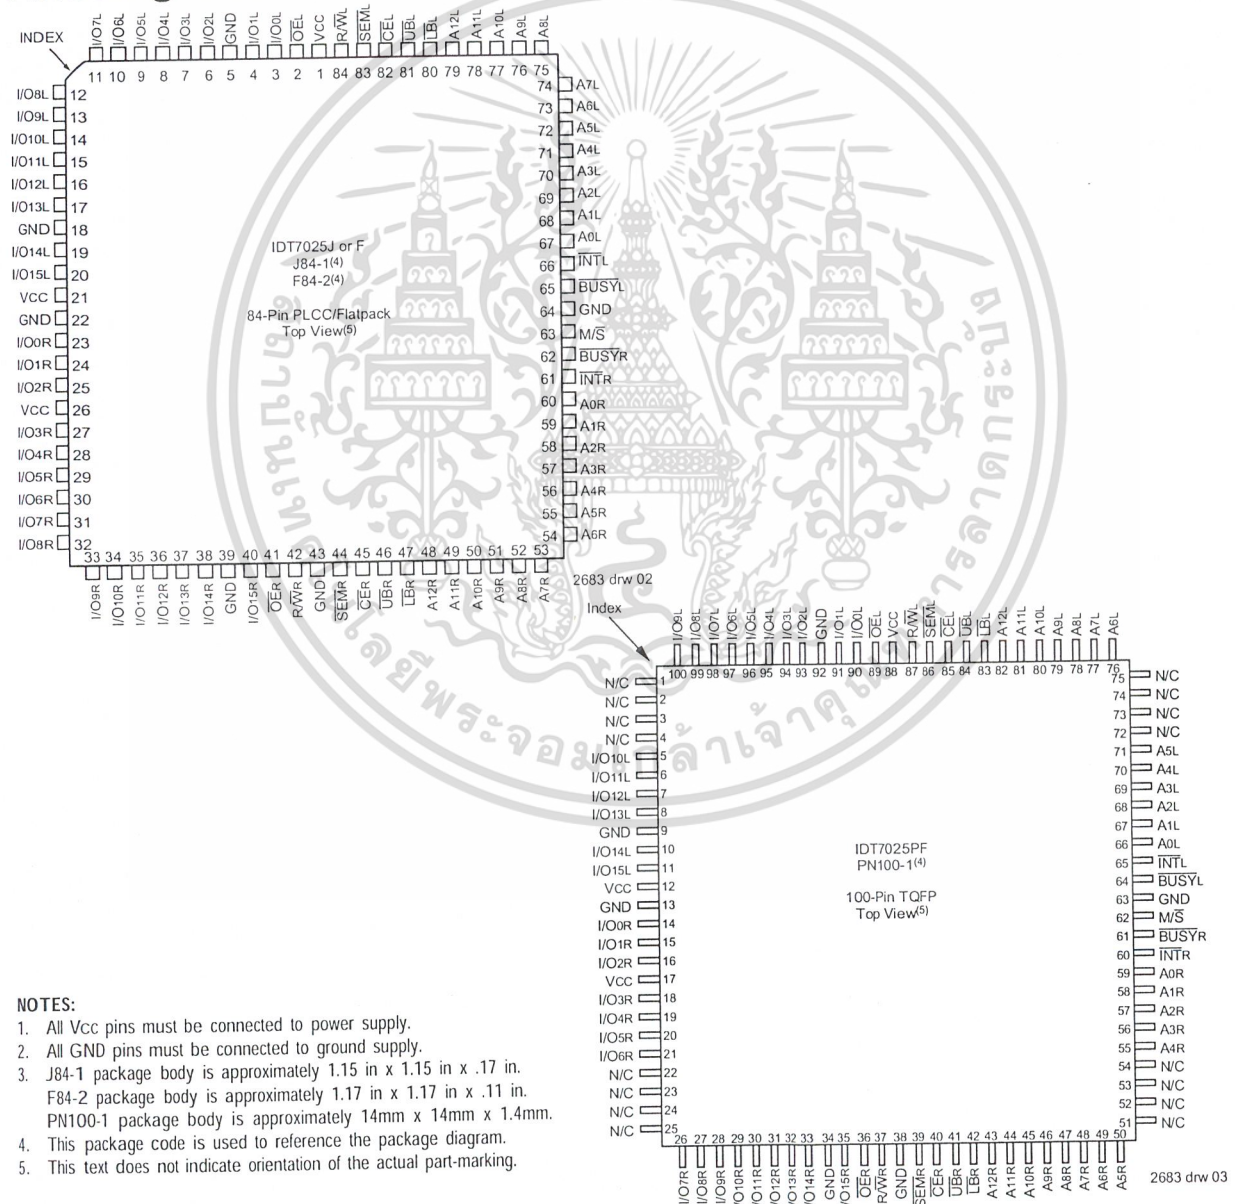 I/O7L I/O6L I/O5L I/O4L I/O3L I/O2L GND I/O1L I/O0L OEL VCC R/WL SEML CEL UBL LBL A12L A11L A10L A9L A8L
INDEX
11 10 9 8 7 6 5 4 3 2 1 84 83 82 81 80 79 78 77 76 75
I/O8L 12
I/O9L 13
I/O10L 14
I/O11L 15
I/O12L 16
I/O13L 17
GND 18
I/O14L 19
I/O15L 20
VCC 21
GND 22
I/O0R 23
I/O1R 24
I/O2R 25
VCC 26
I/O3R 27
I/O4R 28
I/O5R 29
I/O6R 30
I/O7R 31
I/O8R 32
IDT7025J or F
J84-1(4)
F84-2(4)
84-Pin PLCC/Flatpack
Top View(5)
74 A7L
73 A6L
72 A5L
71 A4L
70 A3L
69 A2L
68 A1L
67 A0L
66 INTL
65 BUSYL
64 GND
63 M/S
62 BUSYR
61 INTR
60 A0R
59 A1R
58 A2R
57 A3R
56 A4R
55 A5R
54 A6R
33 34 35 36 37 38 39 40 41 42 43 44 45 46 47 48 49 50 51 52 53
I/O9R I/O10R I/O11R I/O12R I/O13R I/O14R GND I/O15R OER R/WR GND SEMR CER UBR LBR A12R A11R A10R A9R A8R A7R
2683 drw 02
Index
I/O9L I/O8L I/O7L I/O6L I/O5L I/O4L I/O3L I/O2L GND I/O1L I/O0L OEL VCC R/WL SEML CEL UBL LBL A12L A11L A10L A9L A8L A7L A6L
100 99 98 97 96 95 94 93 92 91 90 89 88 87 86 85 84 83 82 81 80 79 78 77 76
N/C 1
N/C 2
N/C 3
N/C 4
I/O10L 5
I/O11L 6
I/O12L 7
I/O13L 8
GND 9
I/O14L 10
I/O15L 11
VCC 12
GND 13
I/O0R 14
I/O1R 15
I/O2R 16
VCC 17
I/O3R 18
I/O4R 19
I/O5R 20
I/O6R 21
N/C 22
N/C 23
N/C 24
N/C 25
IDT7025PF
PN100-1(4)
100-Pin TQFP
Top View(5)
75 N/C
74 N/C
73 N/C
72 N/C
71 A5L
70 A4L
69 A3L
68 A2L
67 A1L
66 A0L
65 INTL
64 BUSYL
63 GND
62 M/S
61 BUSYR
60 INTR
59 A0R
58 A1R
57 A2R
56 A3R
55 A4R
54 N/C
53 N/C
52 N/C
51 N/C
26 27 28 29 30 31 32 33 34 35 36 37 38 39 40 41 42 43 44 45 46 47 48 49 50
I/O7R I/O8R I/O9R I/O10R I/O11R I/O12R I/O13R I/O14R GND I/O15R OER R/WR GND SEMR CER UBR LBR A12R A11R A10R A9R A8R A7R A6R A5R
2683 drw 03
NOTES:
1. All Vcc pins must be connected to power supply.
2. All GND pins must be connected to ground supply.
3. J84-1 package body is approximately 1.15 in x 1.15 in x .17 in.
F84-2 package body is approximately 1.17 in x 1.17 in x .11 in.
PN100-1 package body is approximately 14mm x 14mm x 1.4mm.
4. This package code is used to reference the package diagram.
5. This text does not indicate orientation of the actual part-marking.